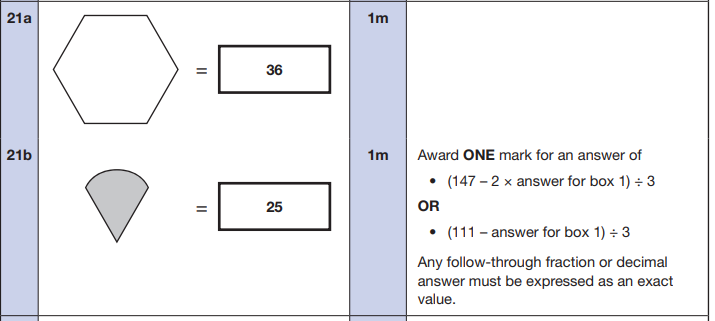 21a
1m
= 36
21b
1m
Award ONE mark for an answer of
• (147 – 2 × answer for box 1) ÷ 3
= 25
OR
• (111 – answer for box 1) ÷ 3
Any follow-through fraction or decimal
answer must be expressed as an exact
value.